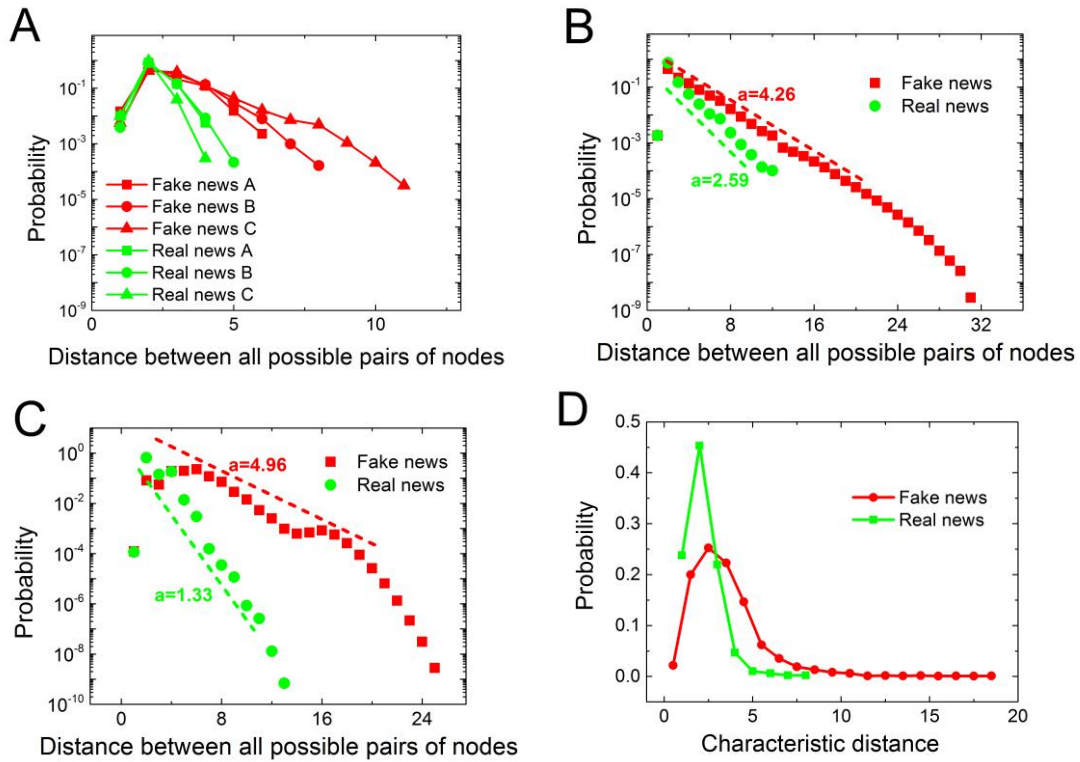 A
Probability
10^-1
10^-3
10^-5
10^-7
10^-9
Fake news A
Fake news B
Fake news C
Real news A
Real news B
Real news C
0 5 10
Distance between all possible pairs of nodes
B
Probability
10^1
10^-1
10^-3
10^-5
10^-7
10^-9
a=4.26
a=2.59
Fake news
Real news
0 8 16 24 32
Distance between all possible pairs of nodes
C
Probability
10^0
10^-2
10^-4
10^-6
10^-8
10^-10
a=4.96
a=1.33
Fake news
Real news
0 8 16 24
Distance between all possible pairs of nodes
D
Probability
0.5
0.4
0.3
0.2
0.1
0.0
Fake news
Real news
0 5 10 15 20
Characteristic distance